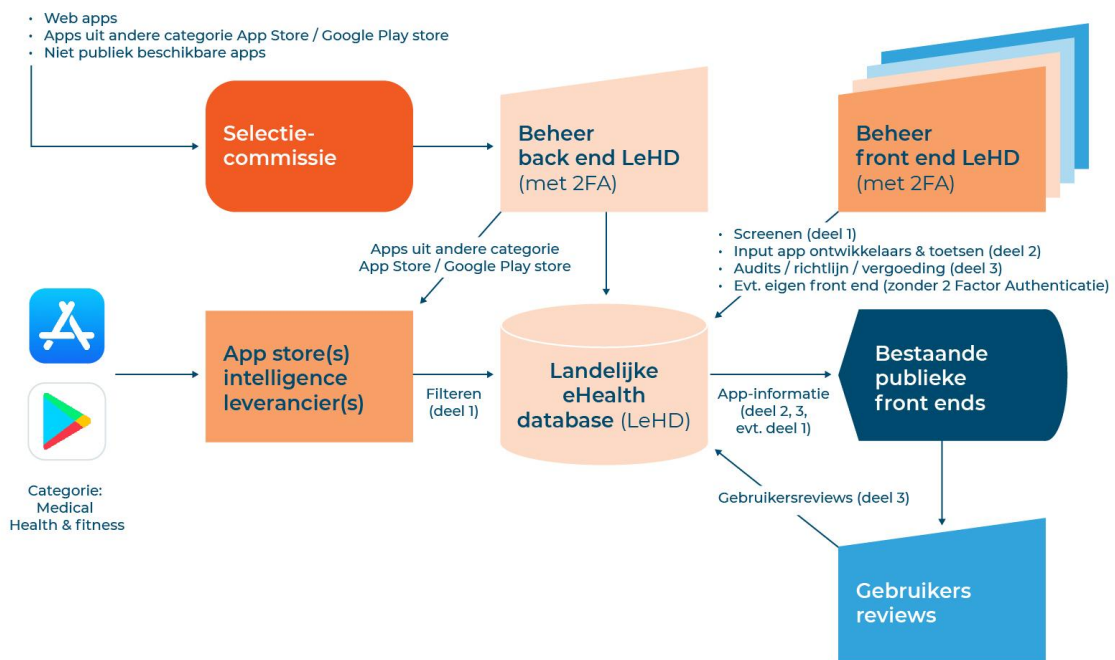 • Web apps
• Apps uit andere categorie App Store / Google Play store
• Niet publiek beschikbare apps
Selectie-
commissie
Beheer
back end LeHD
(met 2FA)
Beheer
front end LeHD
(met 2FA)
Apps uit andere categorie
App Store / Google Play store
• Screenen (deel 1)
• Input app ontwikkelaars & toetsen (deel 2)
• Audits / richtlijn / vergoeding (deel 3)
• Evt. eigen front end (zonder 2 Factor Authenticatie)
App store(s)
intelligence
leverancier(s)
Filteren
(deel 1)
Landelijke
eHealth
database (LeHD)
App-informatie
(deel 2, 3,
evt. deel 1)
Bestaande
publieke
front ends
Categorie:
Medical
Health & fitness
Gebruikersreviews (deel 3)
Gebruikers
reviews